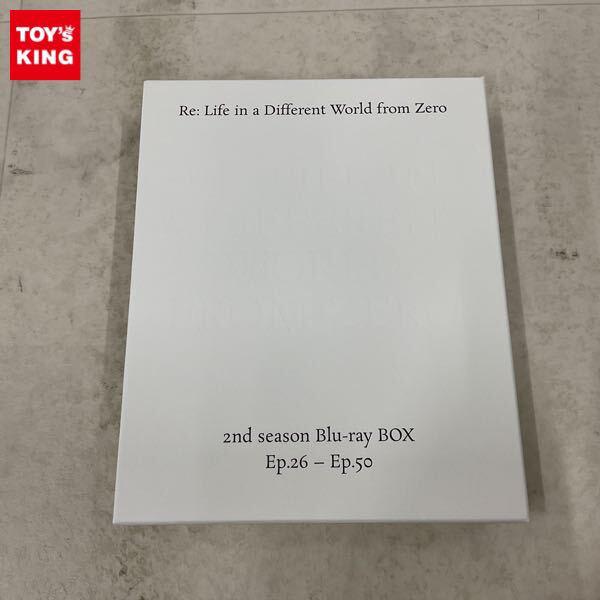 TOY's
KING
Re: Life in a Different World from Zero
2nd season Blu-ray BOX
Ep.26 – Ep.50